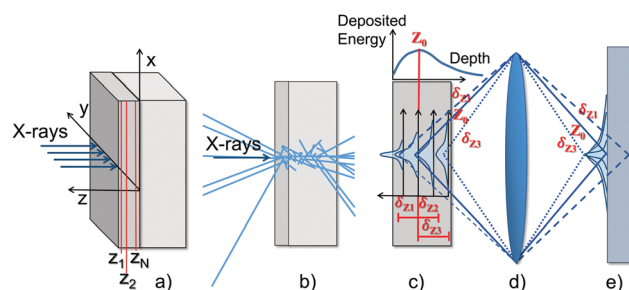 x
y
X-rays
z
z1
z2
zN
a)
X-rays
b)
Deposited
Energy
Z0
Depth
δZ1
Z0
δZ3
δZ1
δZ2
δZ3
c)
d)
δZ1
Z0
δZ3
e)